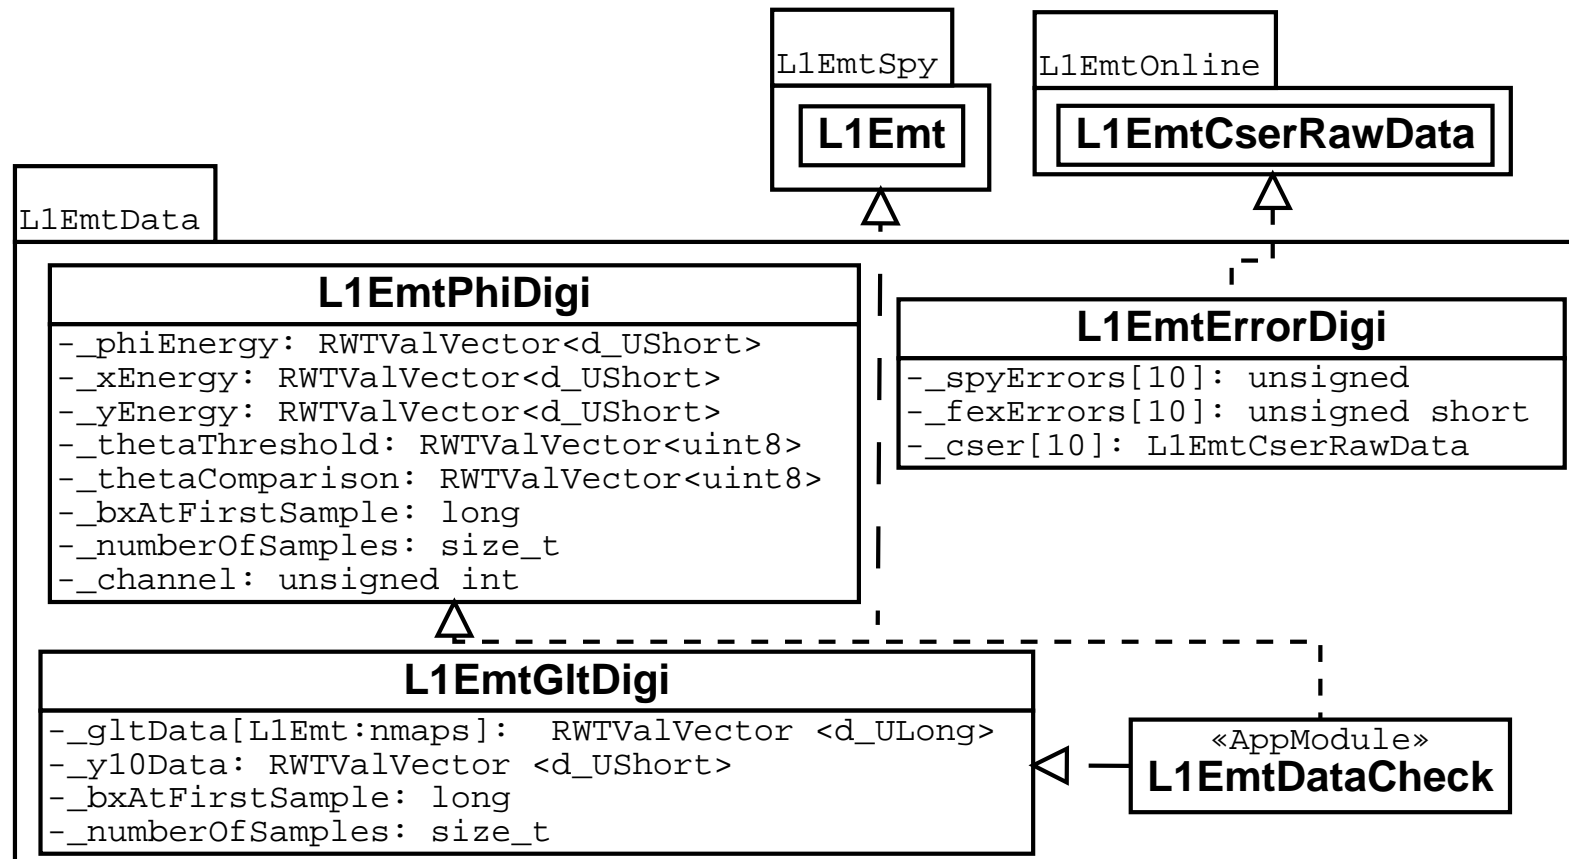 L1EmtSpy
L1Emt
L1EmtOnline
L1EmtCserRawData
L1EmtData
L1EmtPhiDigi
-_phiEnergy: RWTValVector<d_UShort>
-_xEnergy: RWTValVector<d_UShort>
-_yEnergy: RWTValVector<d_UShort>
-_thetaThreshold: RWTValVector<uint8>
-_thetaComparison: RWTValVector<uint8>
-_bxAtFirstSample: long
-_numberOfSamples: size_t
-_channel: unsigned int
L1EmtErrorDigi
-_spyErrors[10]: unsigned
-_fexErrors[10]: unsigned short
-_cser[10]: L1EmtCserRawData
L1EmtGltDigi
-_gltData[L1Emt:nmaps]:  RWTValVector <d_ULong>
-_y10Data: RWTValVector <d_UShort>
-_bxAtFirstSample: long
-_numberOfSamples: size_t
«AppModule»
L1EmtDataCheck